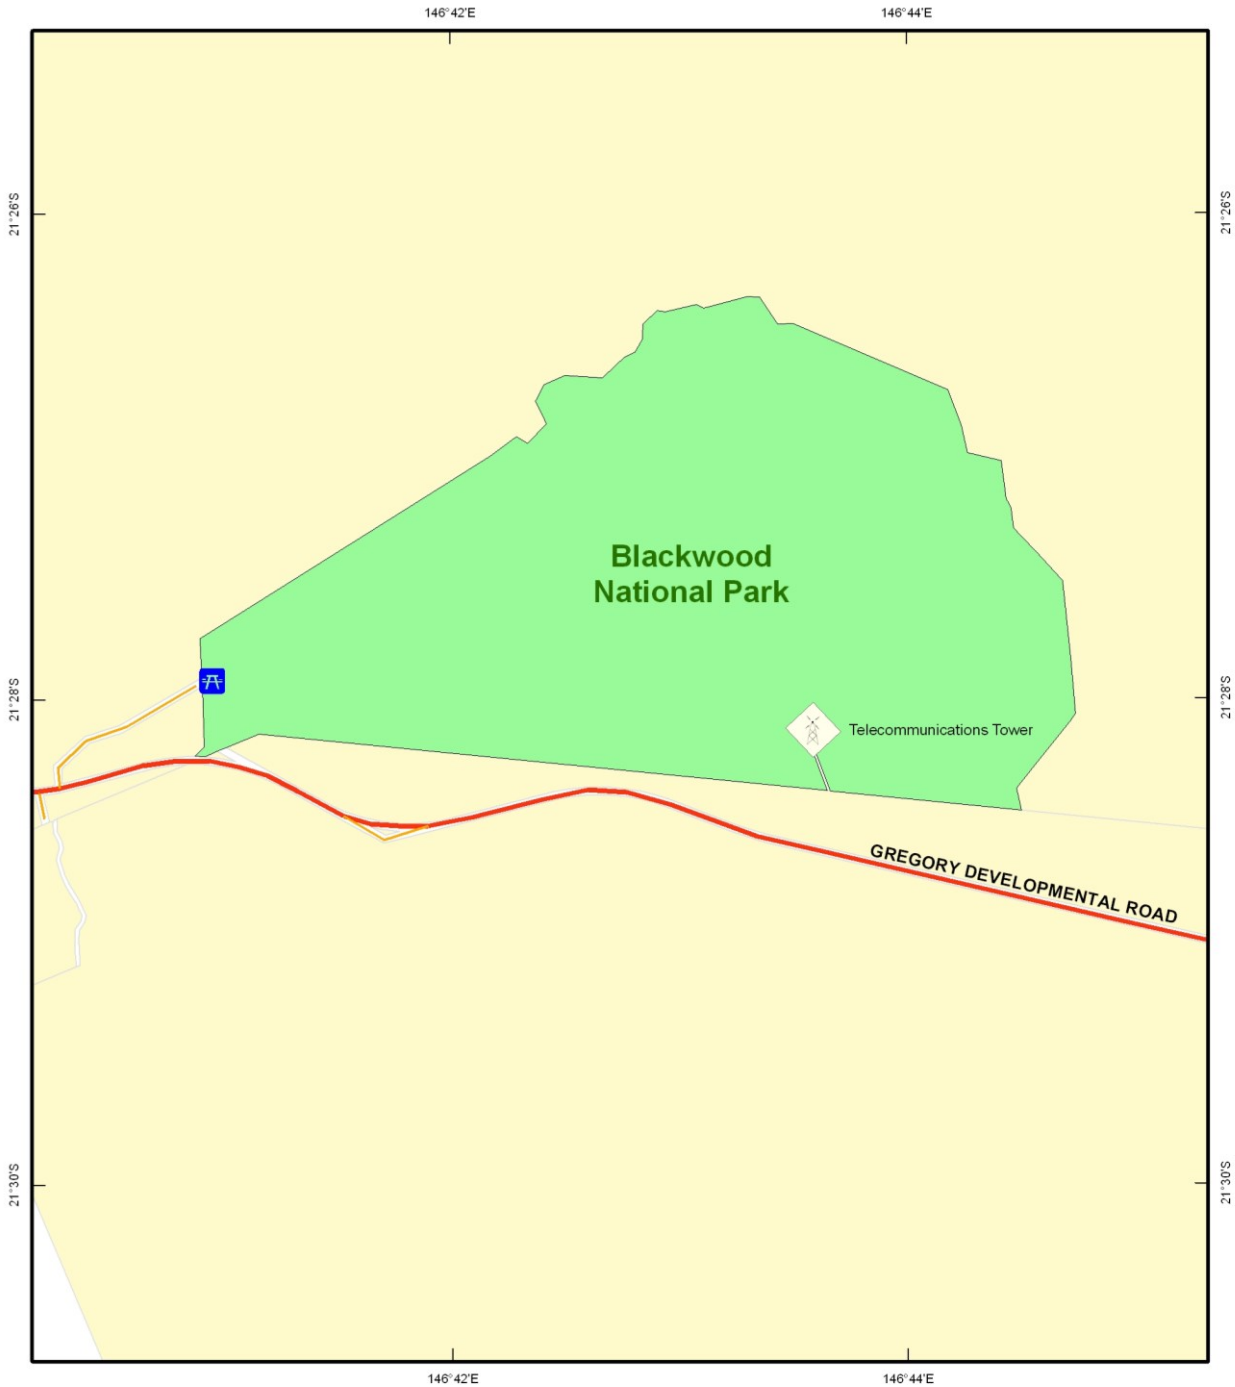 146°42'E
146°44'E
21°26'S
21°26'S
Blackwood
National Park
21°28'S
21°28'S
Telecommunications Tower
GREGORY DEVELOPMENTAL ROAD
21°30'S
21°30'S
146°42'E
146°44'E